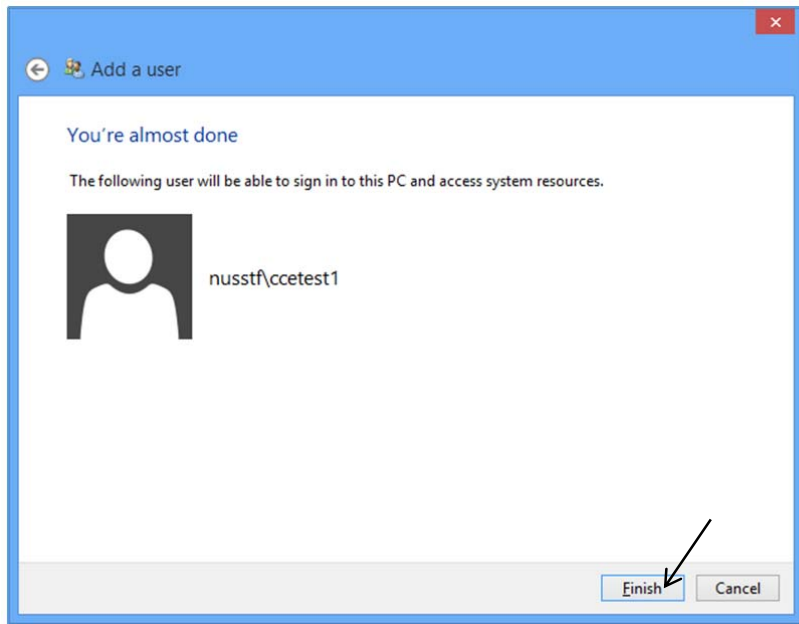 Add a user
You're almost done
The following user will be able to sign in to this PC and access system resources.
nusstf\ccetest1
Finish Cancel